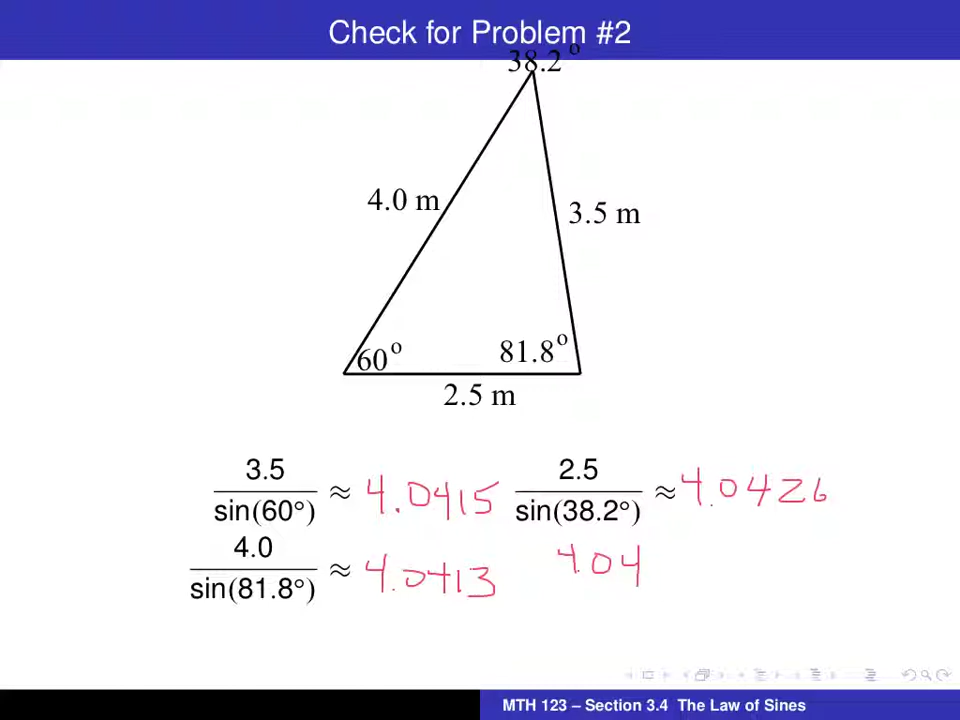 Check for Problem #2
38.2°
4.0 m
3.5 m
60°
81.8°
2.5 m
3.5/sin(60°) ≈ 4.0415 2.5/sin(38.2°) ≈ 4.0426
4.0/sin(81.8°) ≈ 4.0413 4.04
MTH 123 – Section 3.4 The Law of Sines